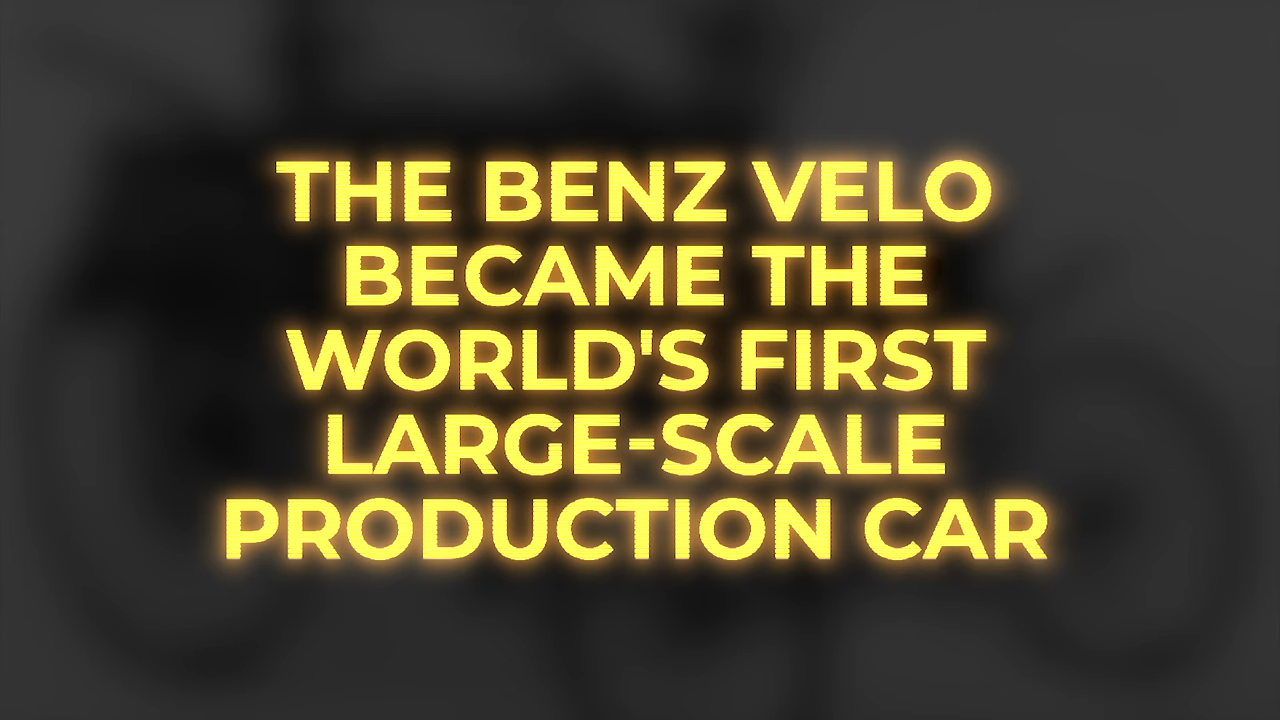 THE BENZ VELO
BECAME THE
WORLD'S FIRST
LARGE-SCALE
PRODUCTION CAR